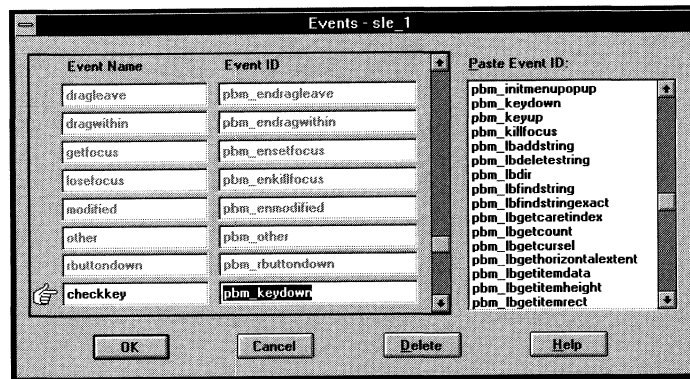 Events - sle_1
Event Name Event ID
dragleave pbm_endragleave
dragwithin pbm_endragwithin
getfocus pbm_ensetfocus
losefocus pbm_enkillfocus
modified pbm_enmodified
other pbm_other
rbuttondown pbm_rbuttondown
checkkey pbm_keydown
Paste Event ID:
pbm_initmenupopup
pbm_keydown
pbm_keyup
pbm_killfocus
pbm_lbaddstring
pbm_lbdeletestring
pbm_lbdir
pbm_lbfindstring
pbm_lbfindstringexact
pbm_lbgetcaretindex
pbm_lbgetcount
pbm_lbgetcursel
pbm_lbgethorizontalextent
pbm_lbgetitemdata
pbm_lbgetitemheight
pbm_lbgetitemrect
OK Cancel Delete Help